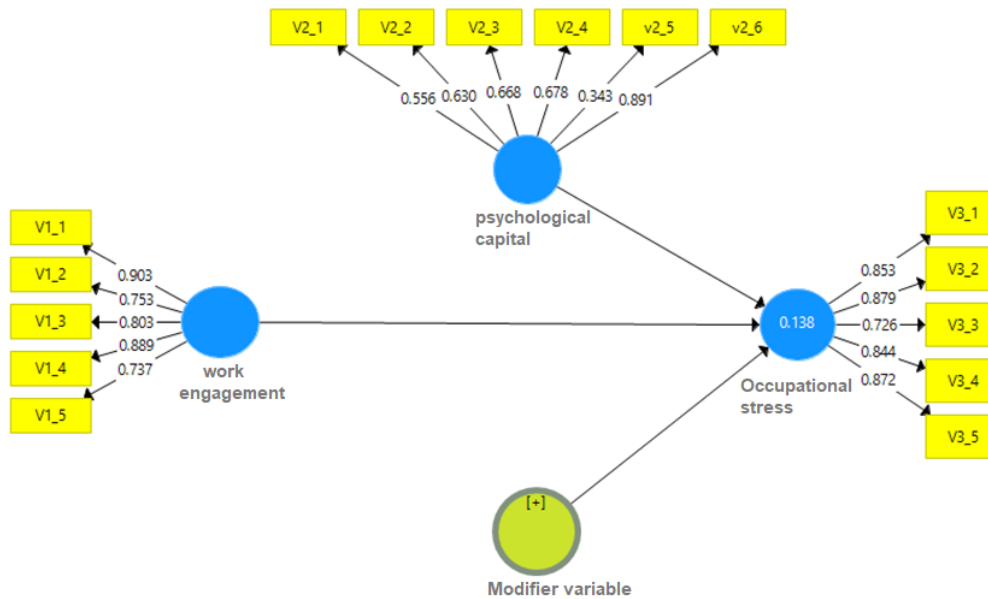 V2_1 V2_2 V2_3 V2_4 v2_5 v2_6
0.556 0.630 0.668 0.678 0.343 0.891
psychological
capital
V1_1
V1_2
V1_3
V1_4
V1_5
0.903
0.753
0.803
0.889
0.737
work
engagement
0.138
Occupational
stress
0.853
0.879
0.726
0.844
0.872
V3_1
V3_2
V3_3
V3_4
V3_5
[+]
Modifier variable